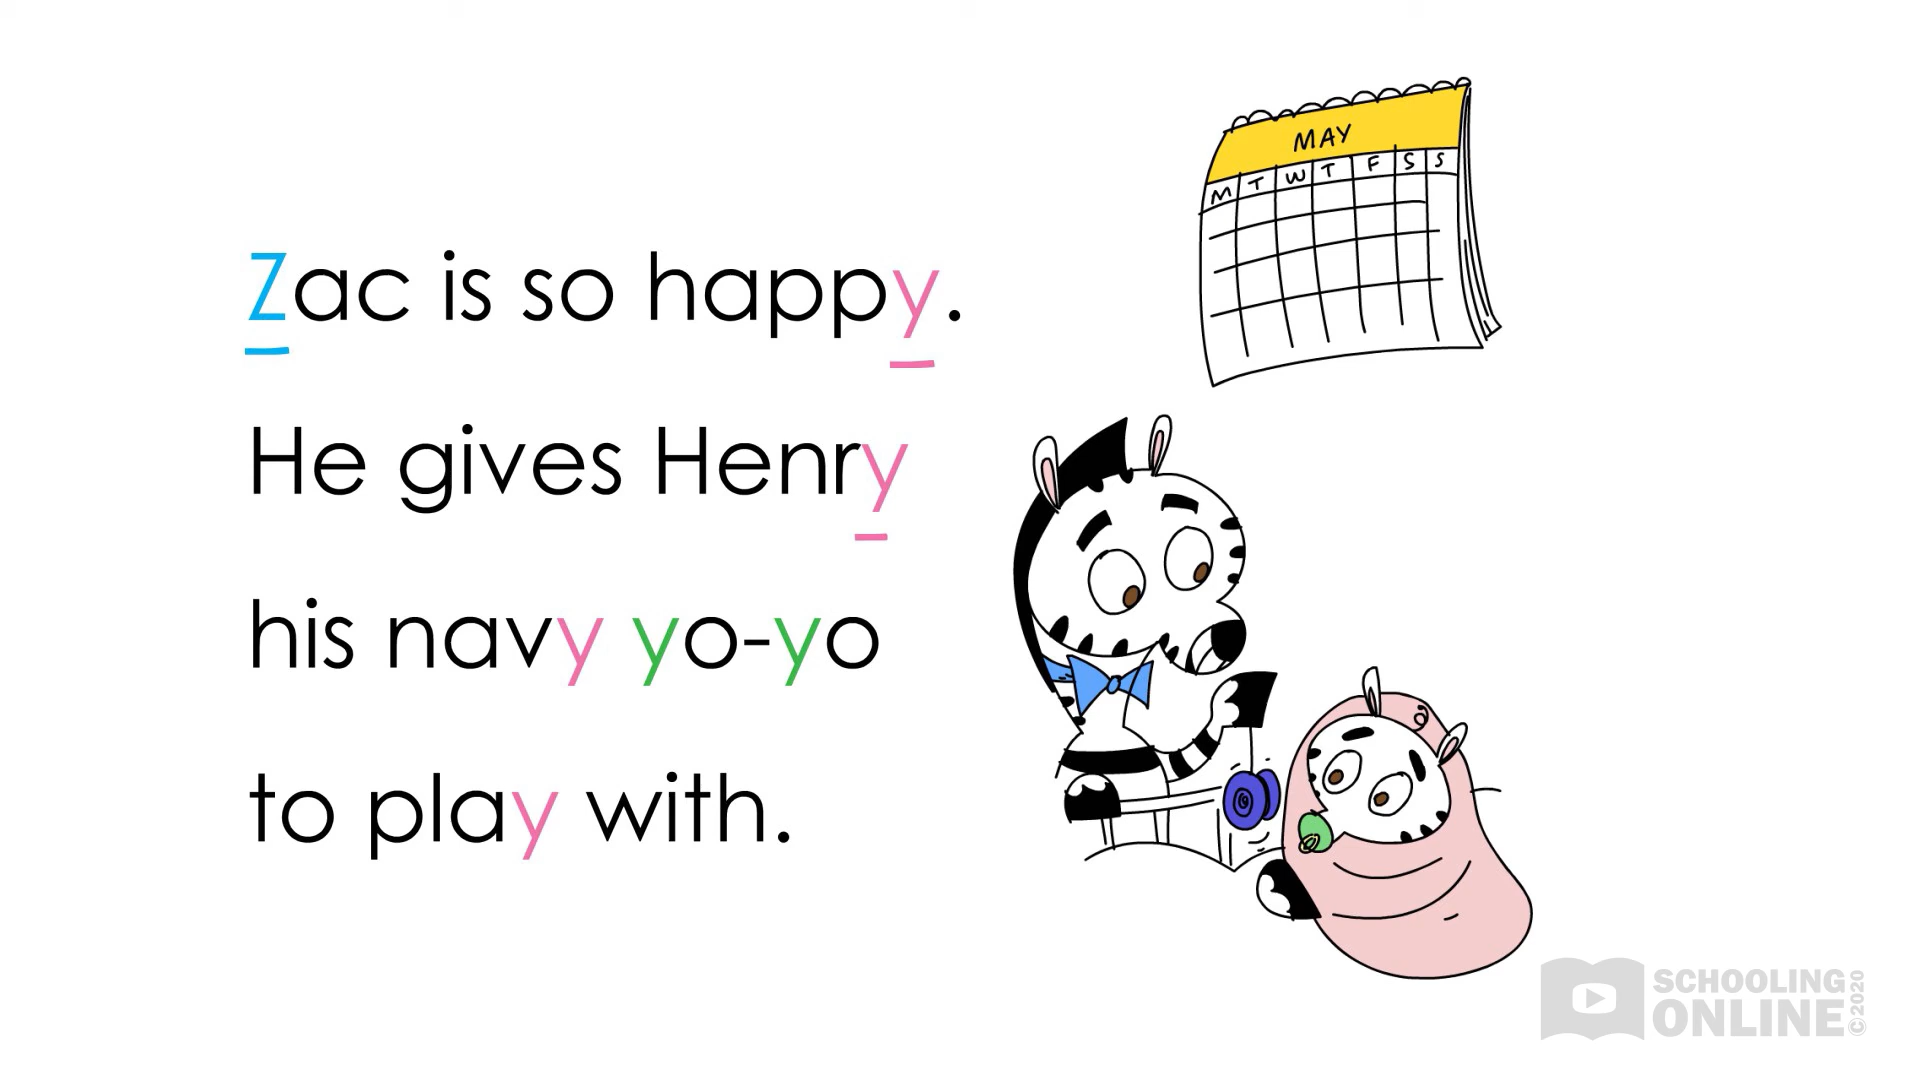 Zac is so happy.
He gives Henry
his navy yo-yo
to play with.
MAY
M T W T F S S
SCHOOLING
ONLINE
©2020